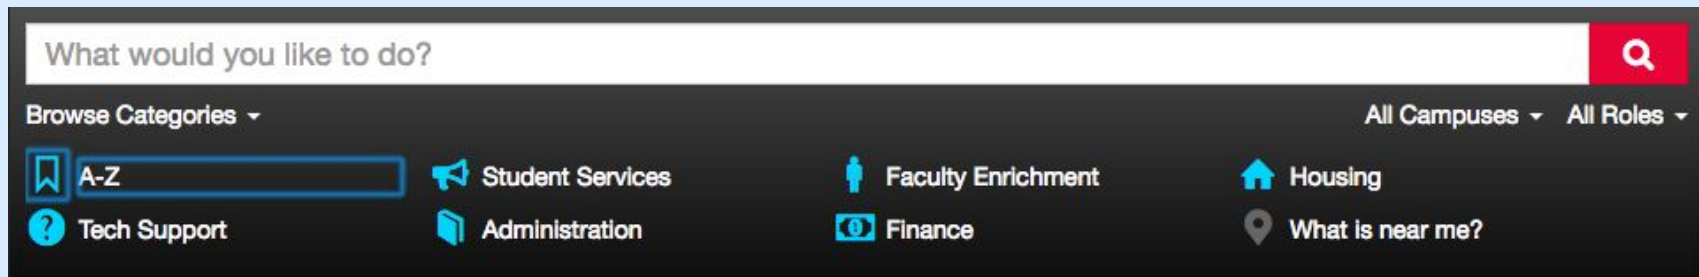 What would you like to do?
Browse Categories All Campuses All Roles
A-Z Student Services Faculty Enrichment Housing
? Tech Support Administration Finance What is near me?